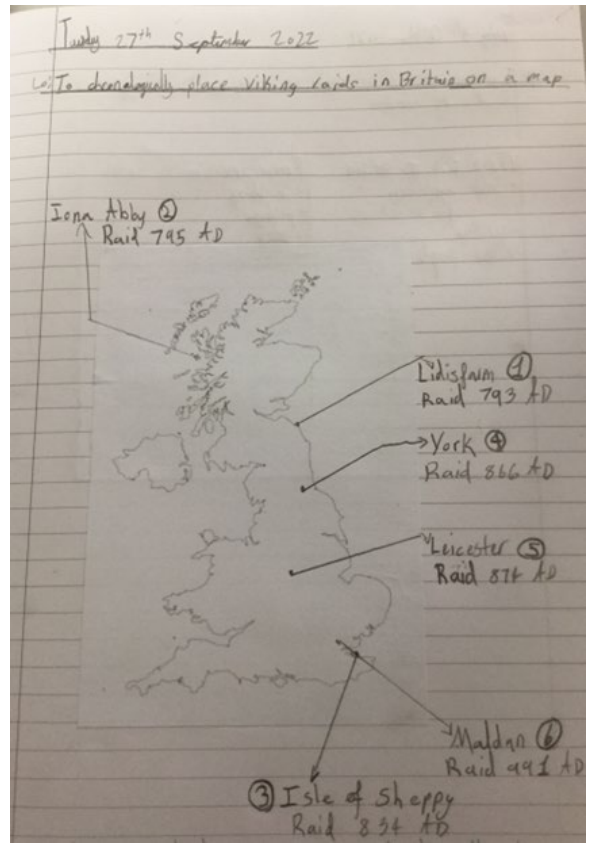 Tuesday 27th September 2022
LO: To chronologically place Viking raids in Britain on a map
Iona Abby ②
Raid 795 AD
Lidisfarn ①
Raid 793 AD
York ④
Raid 866 AD
Leicester ⑤
Raid 874 AD
Maldan ⑥
Raid 991 AD
③ Isle of Sheppy
Raid 834 AD